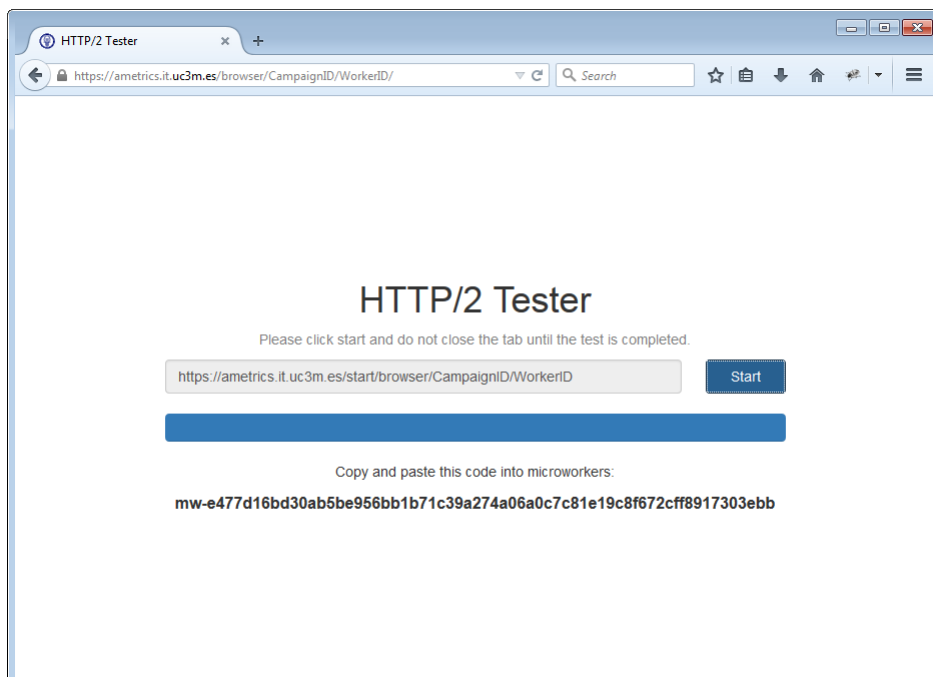 HTTP/2 Tester
https://ametrics.it.uc3m.es/browser/CampaignID/WorkerID/
Search
HTTP/2 Tester
Please click start and do not close the tab until the test is completed.
https://ametrics.it.uc3m.es/start/browser/CampaignID/WorkerID
Start
Copy and paste this code into microworkers:
mw-e477d16bd30ab5be956bb1b71c39a274a06a0c7c81e19c8f672cff8917303ebb